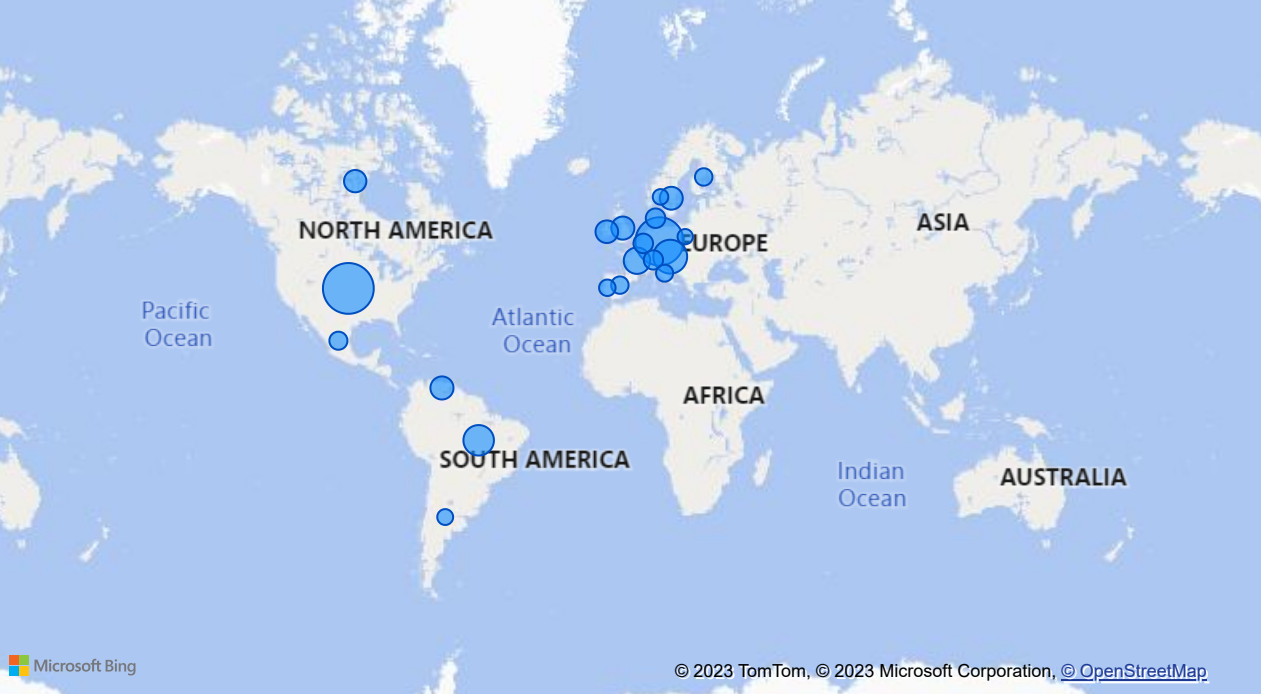 NORTH AMERICA
ASIA
EUROPE
Pacific
Ocean
Atlantic
Ocean
AFRICA
SOUTH AMERICA
Indian
Ocean
AUSTRALIA
Microsoft Bing
© 2023 TomTom, © 2023 Microsoft Corporation, © OpenStreetMap